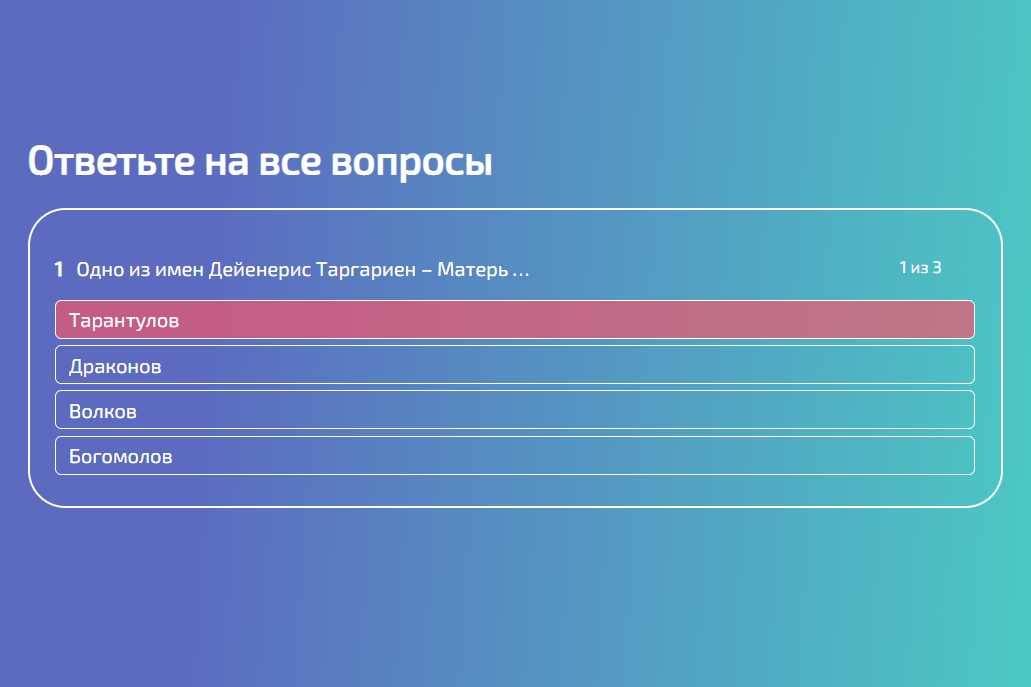 Ответьте на все вопросы
1 Одно из имен Дейенерис Таргариен – Матерь ...
1 из 3
Тарантулов
Драконов
Волков
Богомолов